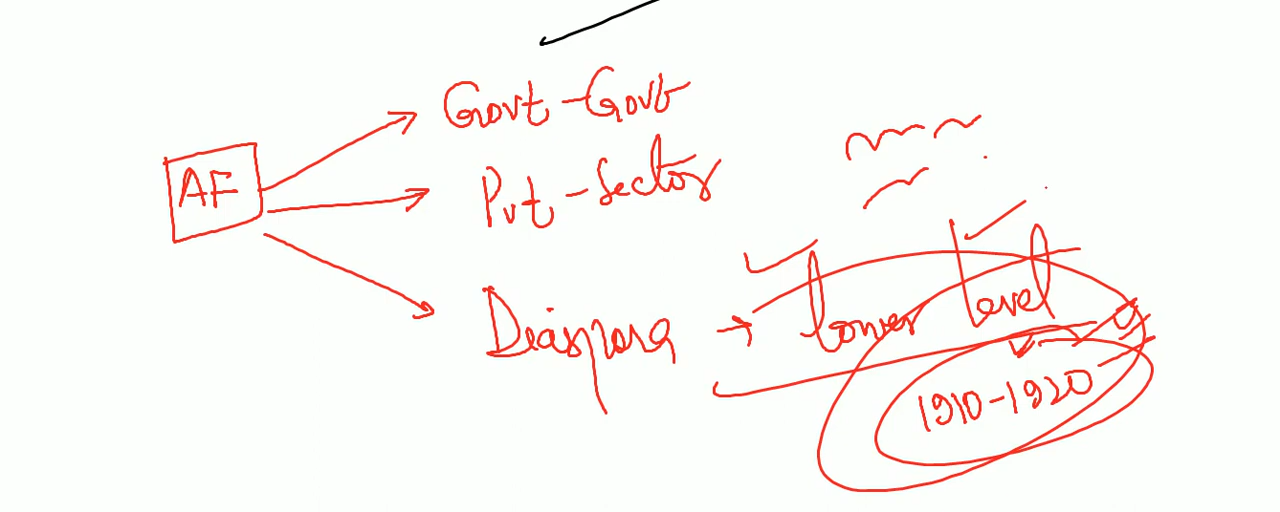 Govt-Govt
AF
Pvt-Sector
Diaspora → lower level
1910-1920